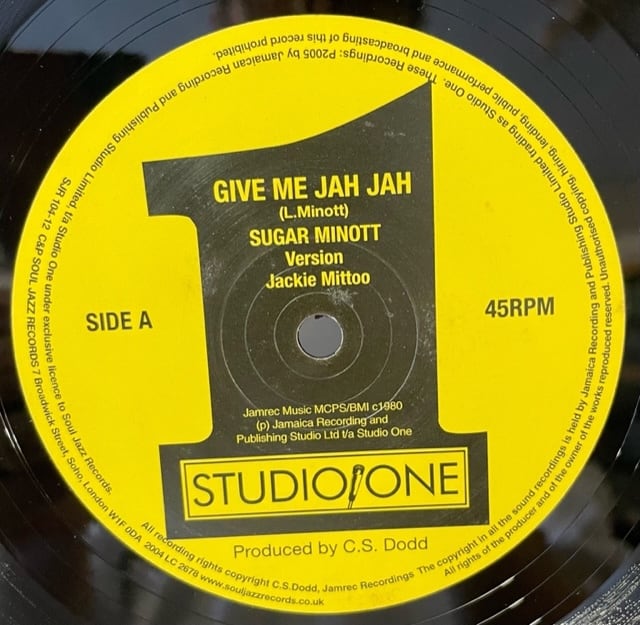 GIVE ME JAH JAH
(L.Minott)
SUGAR MINOTT
Version
Jackie Mittoo
SIDE A
45RPM
Jamrec Music MCPS/BMI c1980
(p) Jamaica Recording and
Publishing Studio Ltd t/a Studio One
STUDIO ONE
Produced by C.S. Dodd
These Recordings: P2005 by Jamaican Recording and Publishing Studio Limited, t/a Studio One under exclusive licence to Soul Jazz Records.
SJR 104-12 C&P SOUL JAZZ RECORDS 7 Broadwick Street, Soho, London W1F 0DA 2004 LC 2678 www.souljazzrecords.co.uk
All recording rights copyright C.S.Dodd, Jamrec Recordings The copyright in all the sound recordings is held by Jamaica Recording and Publishing Studio Limited trading as Studio One.
All rights of the producer and of the owner of the works reproduced reserved. Unauthorised copying, hiring, lending, public performance and broadcasting of this record prohibited.